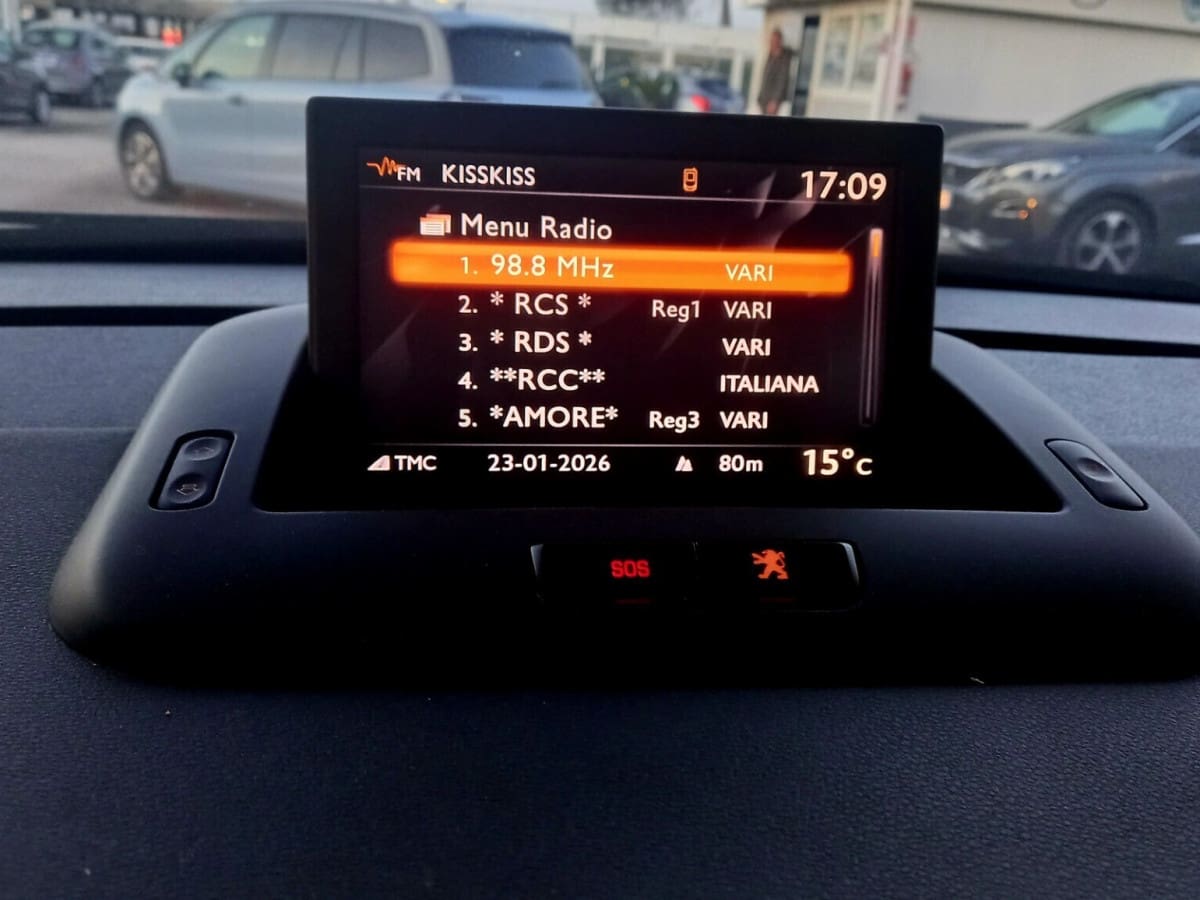 FM KISSKISS 17:09
Menu Radio
1. 98.8 MHz VARI
2. * RCS * Reg1 VARI
3. * RDS * VARI
4. **RCC** ITALIANA
5. *AMORE* Reg3 VARI
TMC 23-01-2026 80m 15°c
SOS